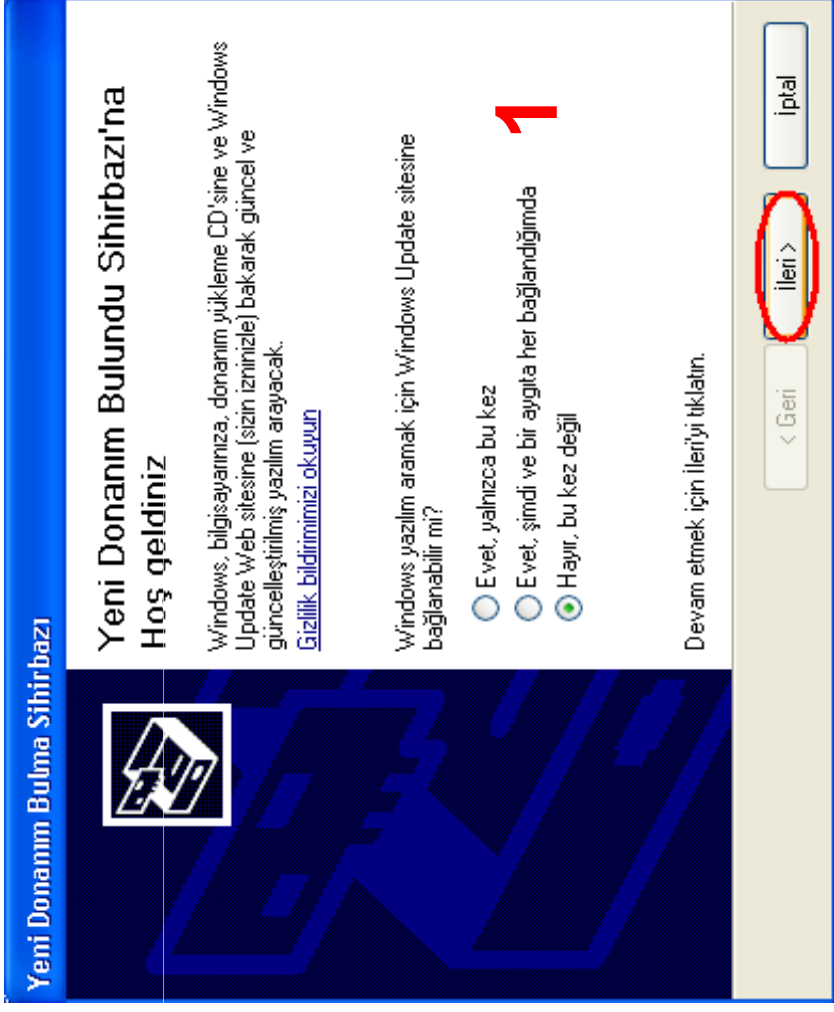 Yeni Donanım Bulma Sihirbazı
Yeni Donanım Bulundu Sihirbazı'na
Hoş geldiniz
Windows, bilgisayarınıza, donanım yükleme CD'sine ve Windows
Update Web sitesine (sizin izninizle) bakarak güncel ve
güncelleştirilmiş yazılım arayacak.
Gizlilik bildirimimizi okuyun
Windows yazılım aramak için Windows Update sitesine
bağlanabilir mi?
Evet, yalnızca bu kez
Evet, şimdi ve bir aygıta her bağlandığımda
Hayır, bu kez değil
1
Devam etmek için İleri'yi tıklatın.
< Geri
İleri >
İptal